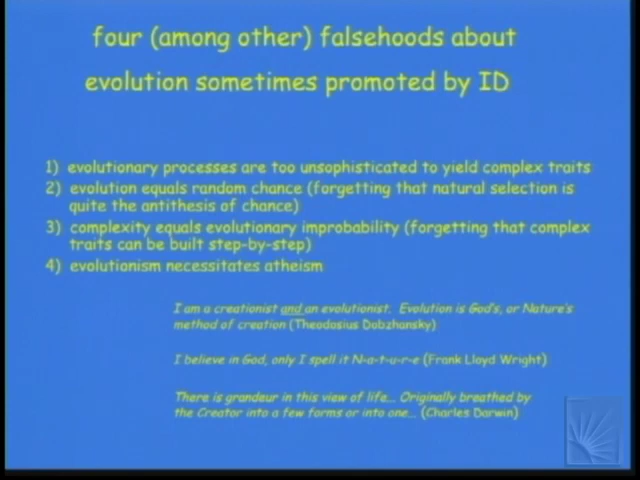 four (among other) falsehoods about
evolution sometimes promoted by ID
1) evolutionary processes are too unsophisticated to yield complex traits
2) evolution equals random chance (forgetting that natural selection is
quite the antithesis of chance)
3) complexity equals evolutionary improbability (forgetting that complex
traits can be built step-by-step)
4) evolutionism necessitates atheism
I am a creationist and an evolutionist. Evolution is God's, or Nature's
method of creation (Theodosius Dobzhansky)
I believe in God, only I spell it N-a-t-u-r-e (Frank Lloyd Wright)
There is grandeur in this view of life... Originally breathed by
the Creator into a few forms or into one... (Charles Darwin)